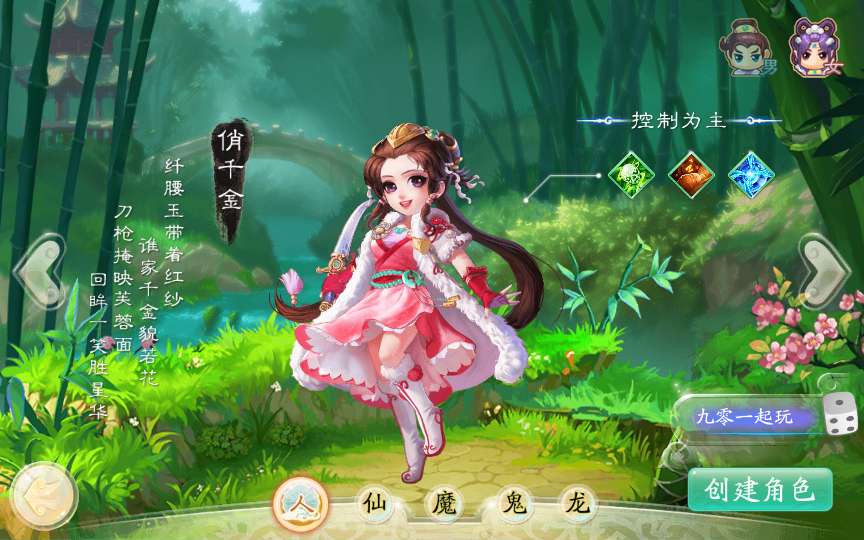 男
女
控制为主
俏千金
纤腰玉带着红纱
谁家千金貌若花
刀枪掩映芙蓉面
回眸一笑胜星华
九零一起玩
创建角色
人
仙
魔
鬼
龙